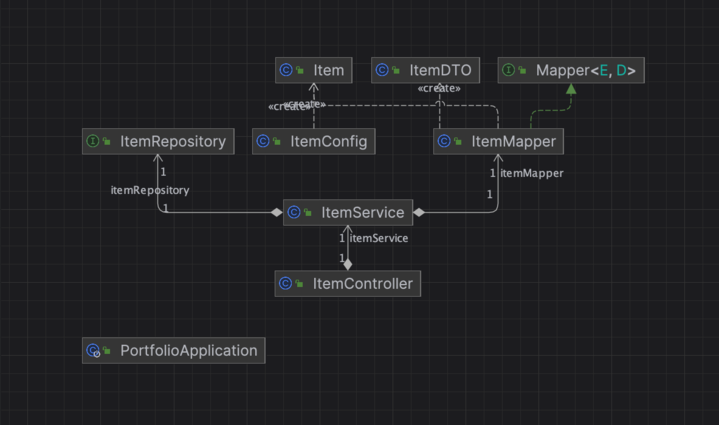 Item
ItemDTO
Mapper<E, D>
«create»
«create»
«create»
ItemRepository
ItemConfig
ItemMapper
1
1 itemMapper
itemRepository
1
1
ItemService
1 itemService
1
ItemController
PortfolioApplication